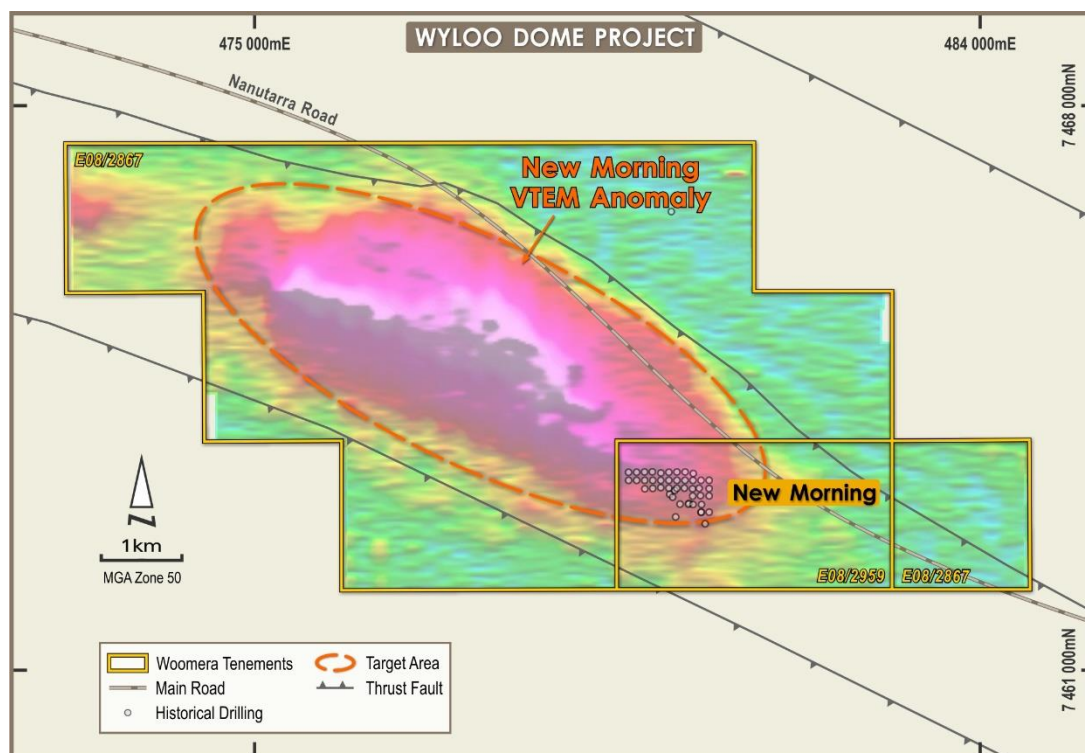 WYLOO DOME PROJECT
475 000mE
484 000mE
7 468 000mN
Nanutarra Road
E08/2867
New Morning
VTEM Anomaly
New Morning
E08/2959
E08/2867
N
1km
MGA Zone 50
7 461 000mN
Woomera Tenements
Target Area
Main Road
Thrust Fault
Historical Drilling